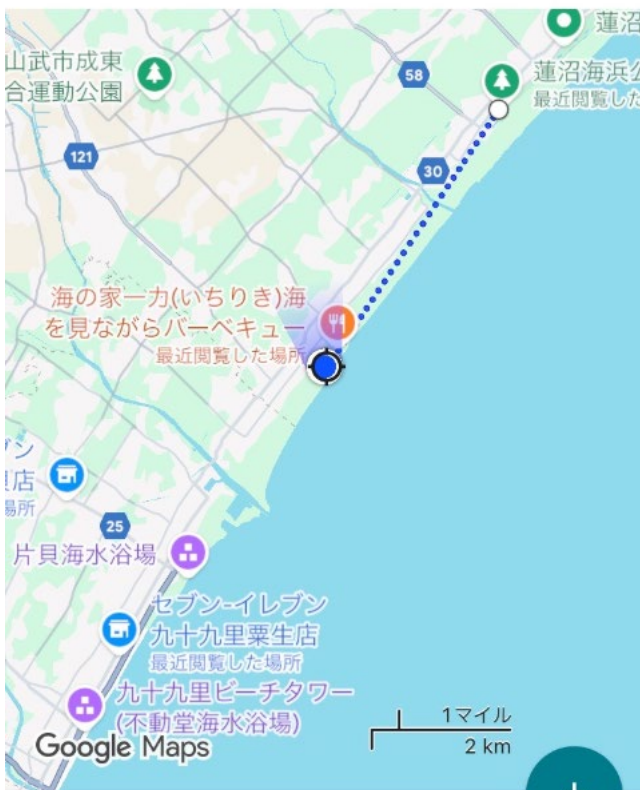 蓮沼
山武市成東
合運動公園
58
蓮沼海浜公
最近閲覧した
121
30
海の家一力(いちりき)海
を見ながらバーベキュー
最近閲覧した場所
ブン
店
場所
25
片貝海水浴場
セブン-イレブン
九十九里粟生店
最近閲覧した場所
九十九里ビーチタワー
(不動堂海水浴場)
1マイル
2 km
Google Maps